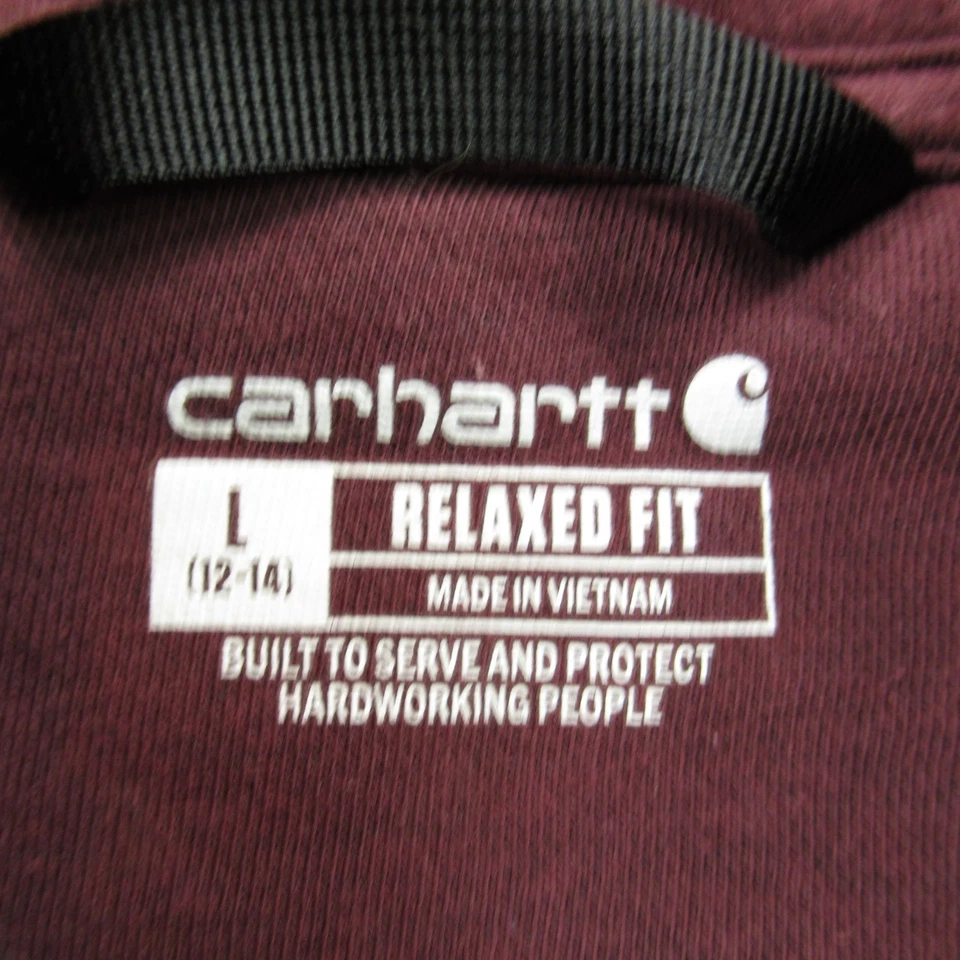 carhartt
L
(12-14)
RELAXED FIT
MADE IN VIETNAM
BUILT TO SERVE AND PROTECT
HARDWORKING PEOPLE